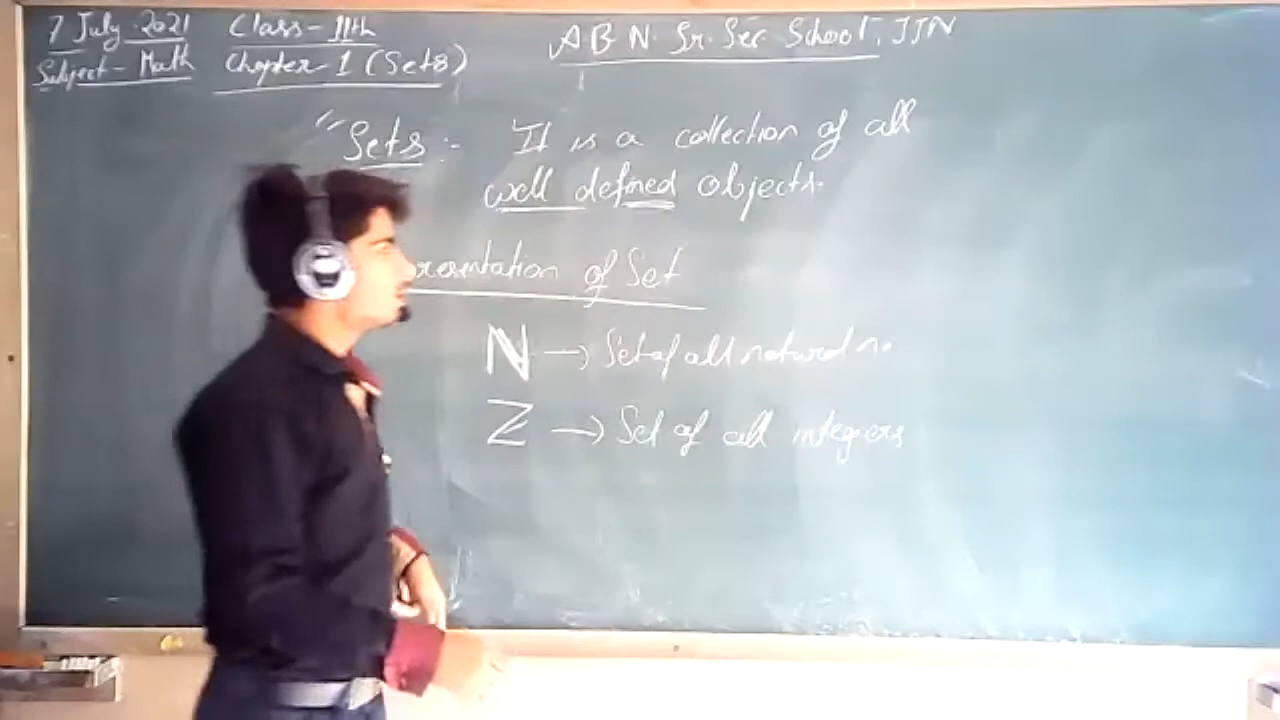 7 July 2021 Class-11th A B N Sr. Sec School, JJN
Subject- Math Chapter-1 (Sets)
"Sets :- It is a collection of all
well defined objects.
resentation of Set
N → Set of all natural no
Z → Set of all integers